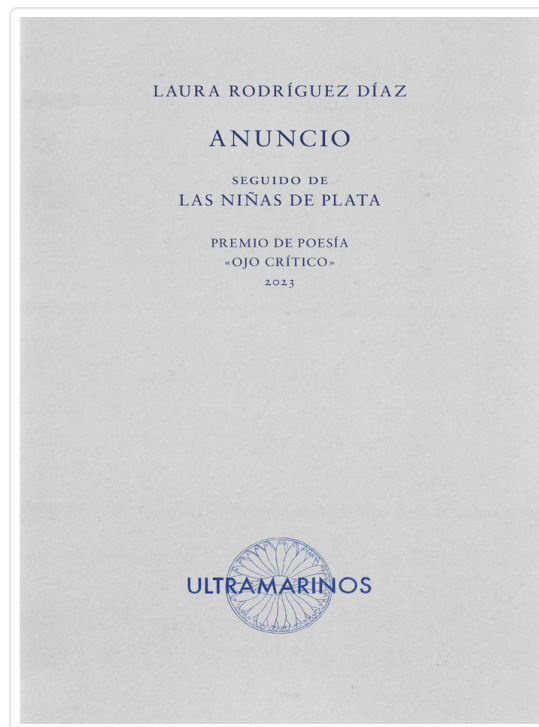 LAURA RODRÍGUEZ DÍAZ
ANUNCIO
SEGUIDO DE
LAS NIÑAS DE PLATA
PREMIO DE POESÍA
«OJO CRÍTICO»
2023
ULTRAMARINOS